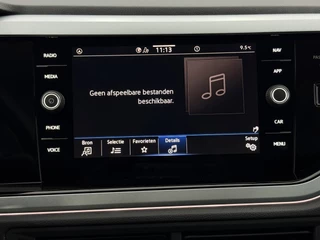 RADIO
11:13
9.5°C
NAV
MEDIA
APP
Geen afspeelbare bestanden
beschikbaar.
PHONE
CAR
VOICE
Bron
Selectie
Favorieten
Details
Setup
MENU